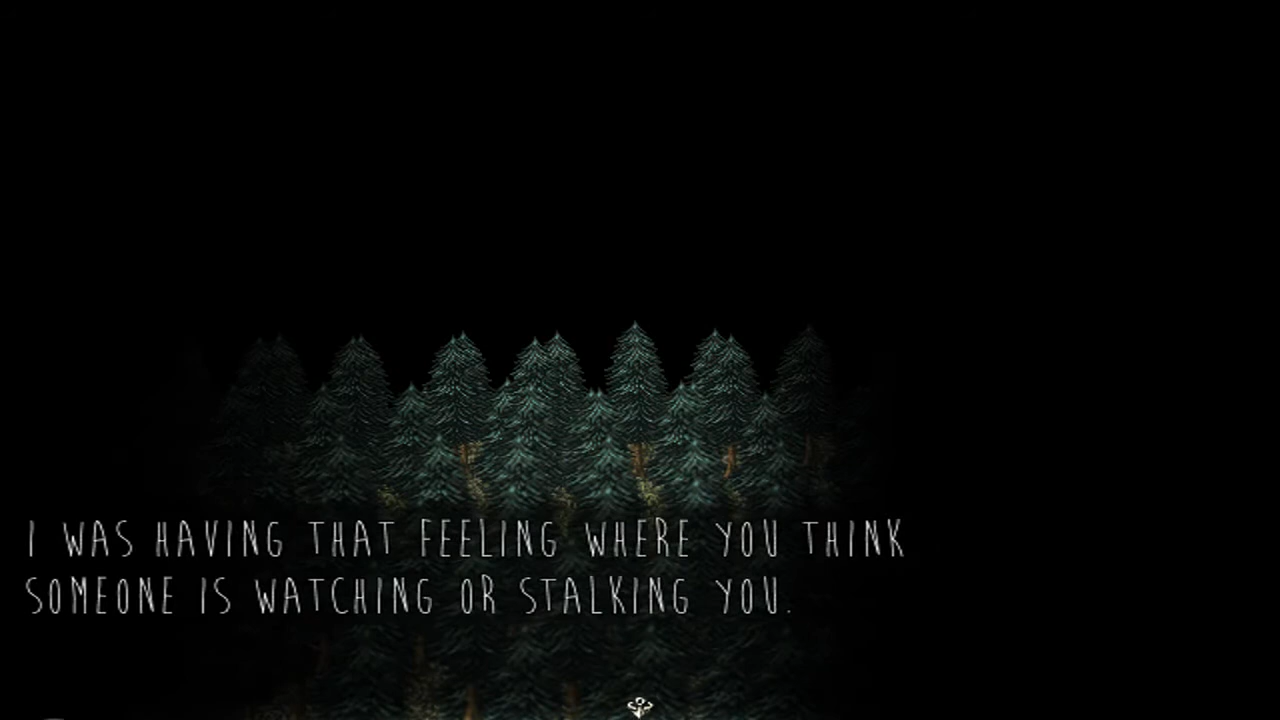 I WAS HAVING THAT FEELING WHERE YOU THINK
SOMEONE IS WATCHING OR STALKING YOU.